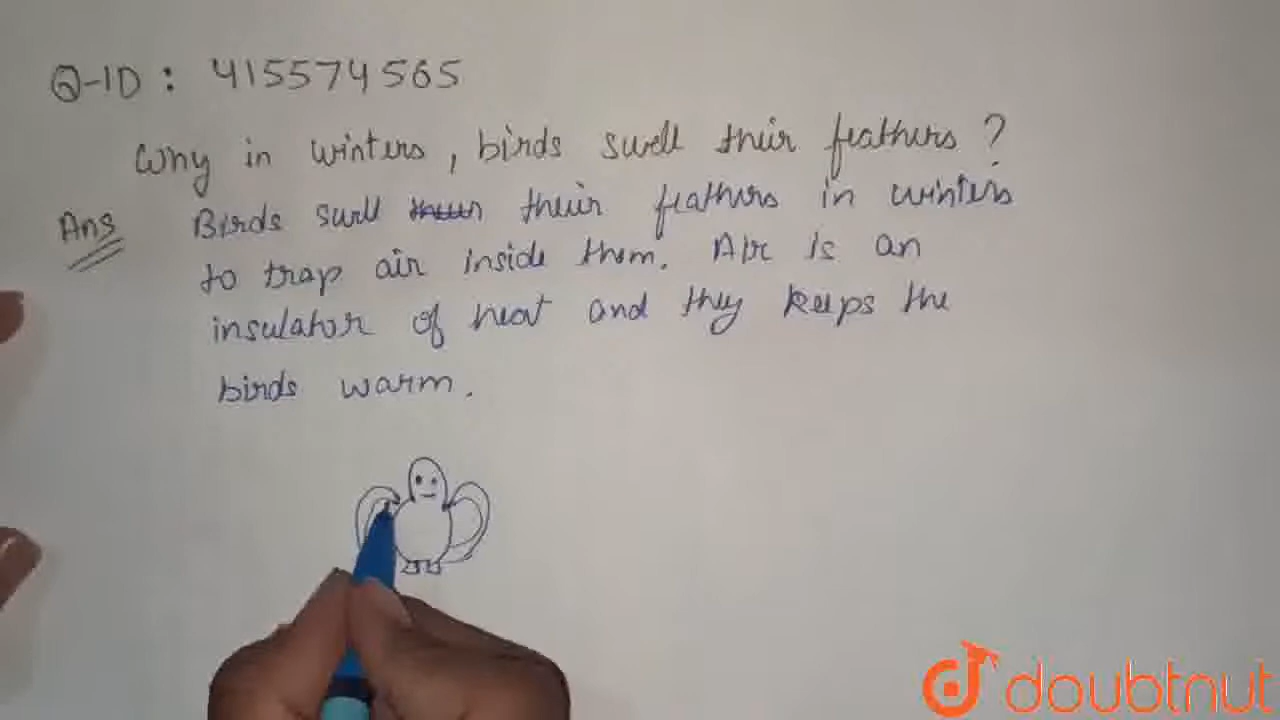 Q-ID : 415574565
Why in winters, birds swell their feathers ?
Ans Birds swell their feathers in winters
to trap air inside them. Air is an
insulator of heat and they keeps the
birds warm.
doubtnut